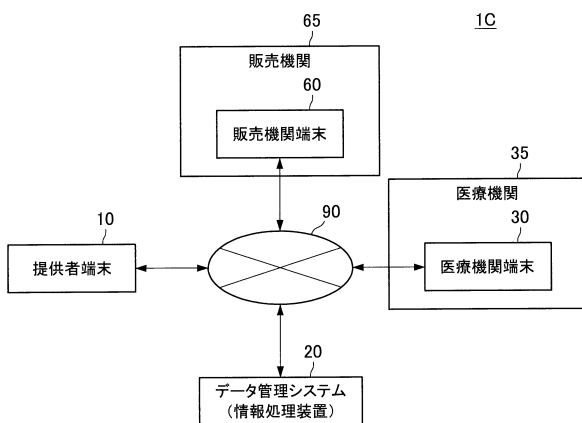 65
1C
販売機関
60
販売機関端末
35
医療機関
10
90
30
提供者端末
医療機関端末
20
データ管理システム
(情報処理装置)